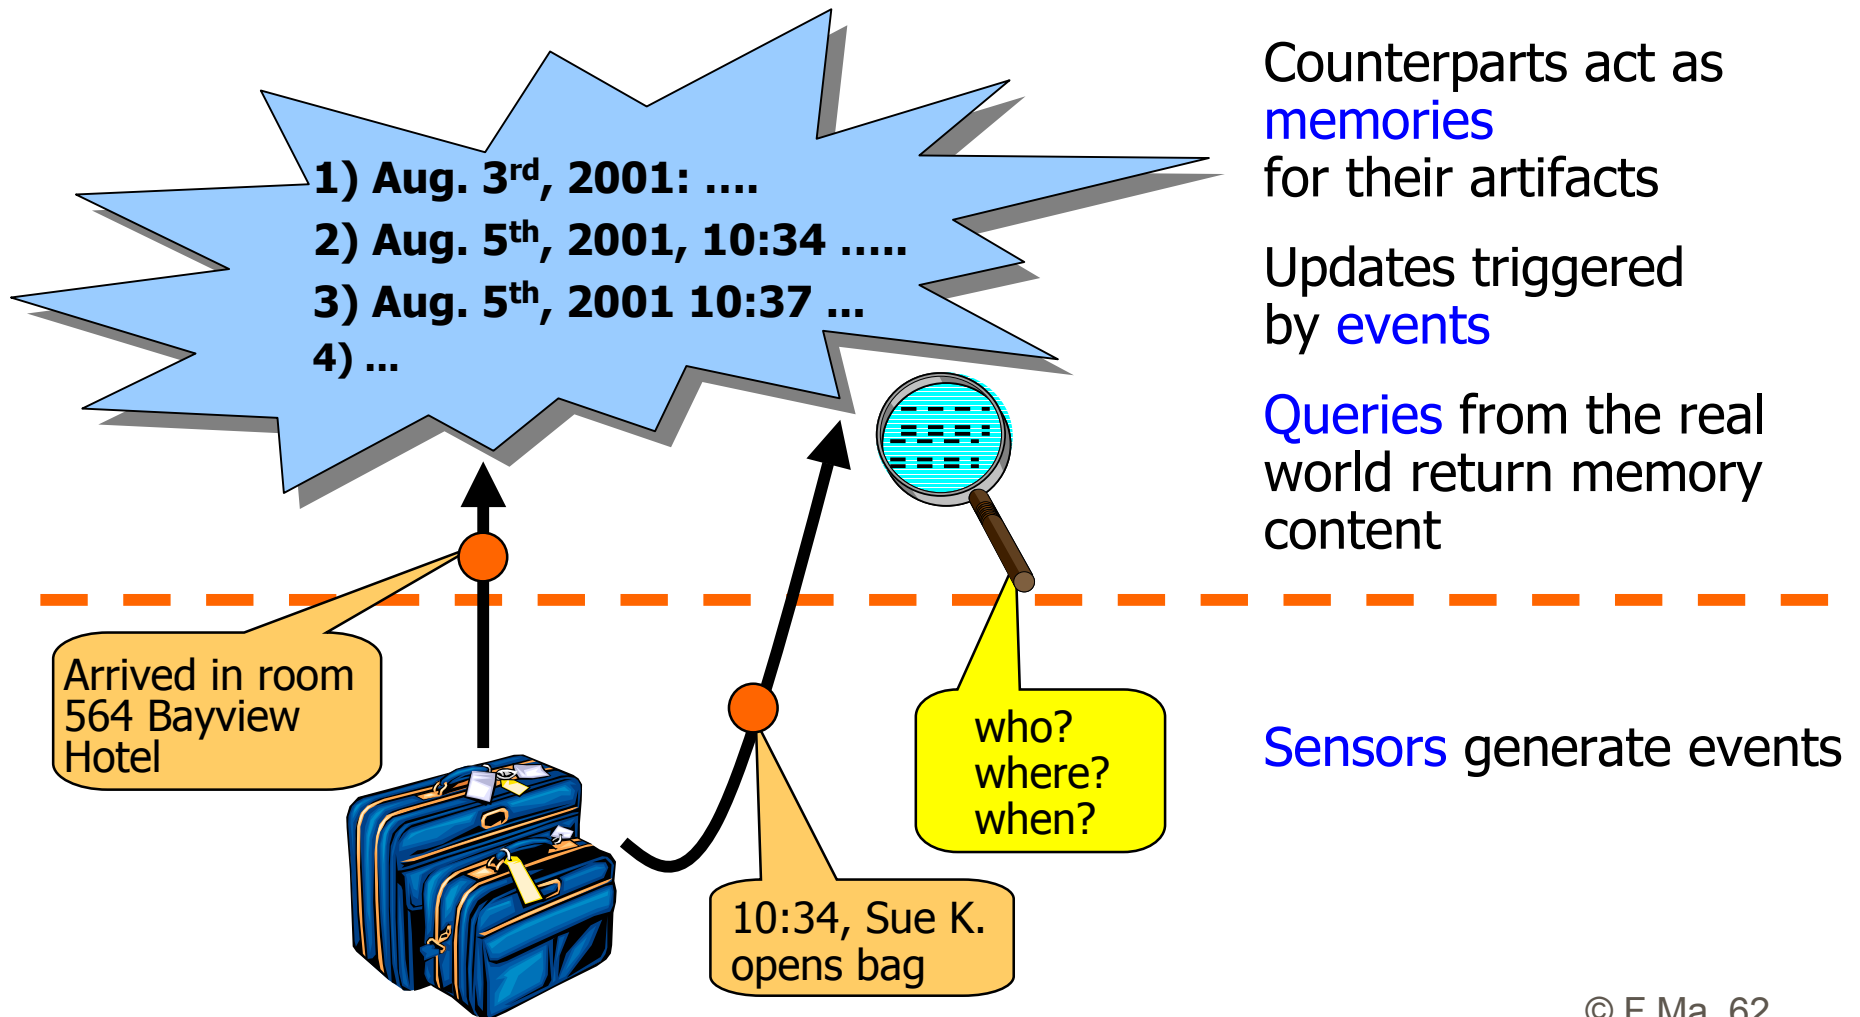 1) Aug. 3rd, 2001: ....
2) Aug. 5th, 2001, 10:34 .....
3) Aug. 5th, 2001 10:37 ...
4) ...
Counterparts act as
memories
for their artifacts
Updates triggered
by events
Queries from the real
world return memory
content
Arrived in room
564 Bayview
Hotel
who?
where?
when?
10:34, Sue K.
opens bag
Sensors generate events
© F.Ma. 62